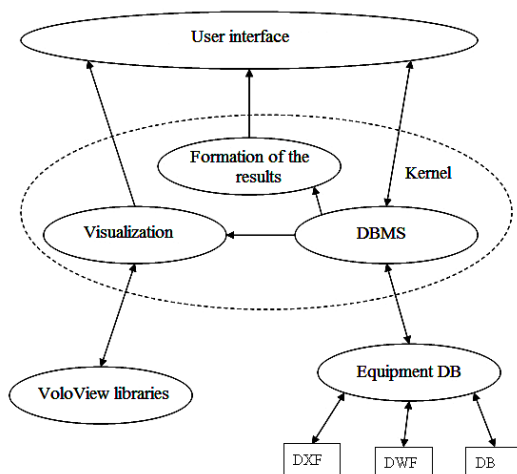 User interface
Formation of the
results
Kernel
Visualization
DBMS
VoloView libraries
Equipment DB
DXF
DWF
DB